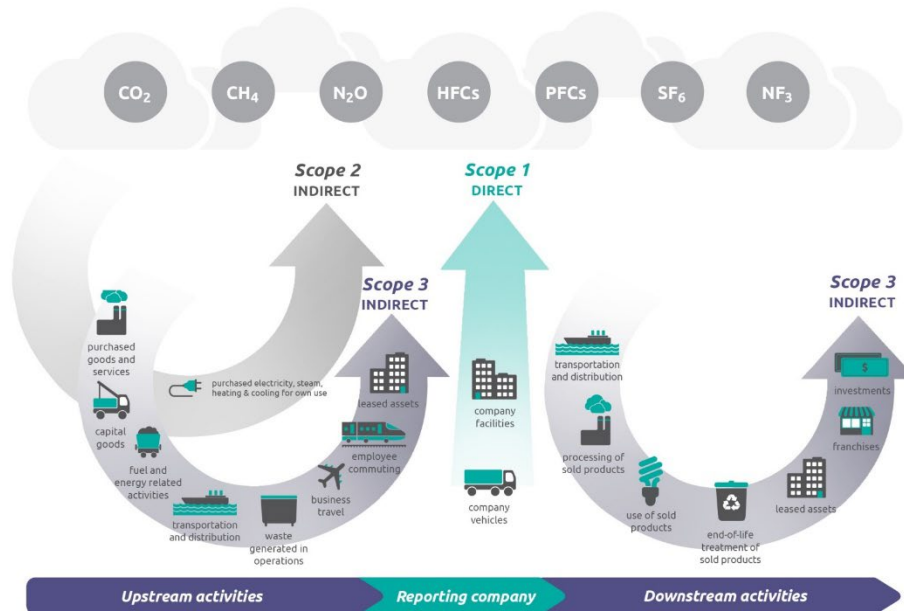 CO₂
CH₄
N₂O
HFCs
PFCs
SF₆
NF₃
Scope 2
INDIRECT
Scope 1
DIRECT
Scope 3
INDIRECT
Scope 3
INDIRECT
purchased
goods and
services
capital
goods
fuel and
energy related
activities
purchased electricity, steam,
heating & cooling for own use
transportation
and distribution
waste
generated in
operations
business
travel
employee
commuting
leased assets
company
facilities
company
vehicles
transportation
and distribution
processing of
sold products
use of sold
products
end-of-life
treatment of
sold products
leased assets
franchises
$
investments
Upstream activities
Reporting company
Downstream activities